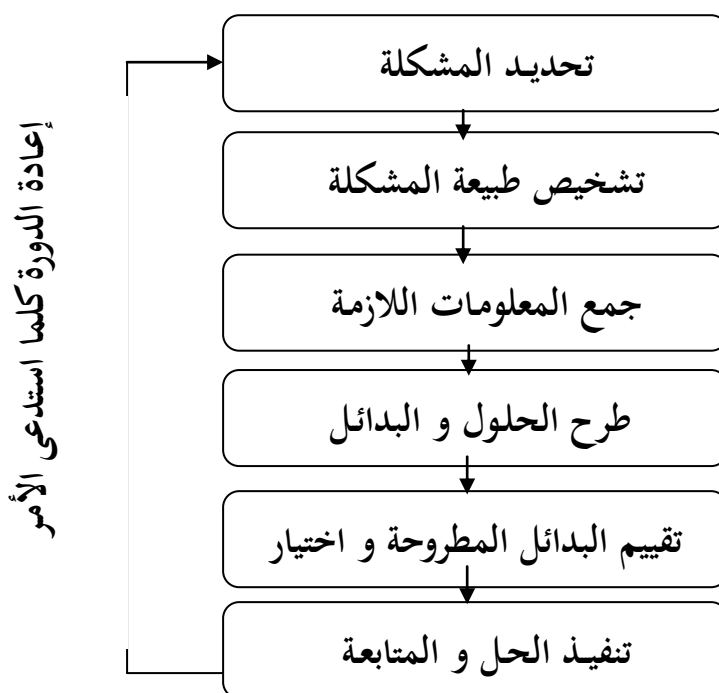 تحديد المشكلة
تشخيص طبيعة المشكلة
جمع المعلومات اللازمة
طرح الحلول و البدائل
تقييم البدائل المطروحة و اختيار
تنفيذ الحل و المتابعة
إعادة الدورة كلما استدعى الأمر